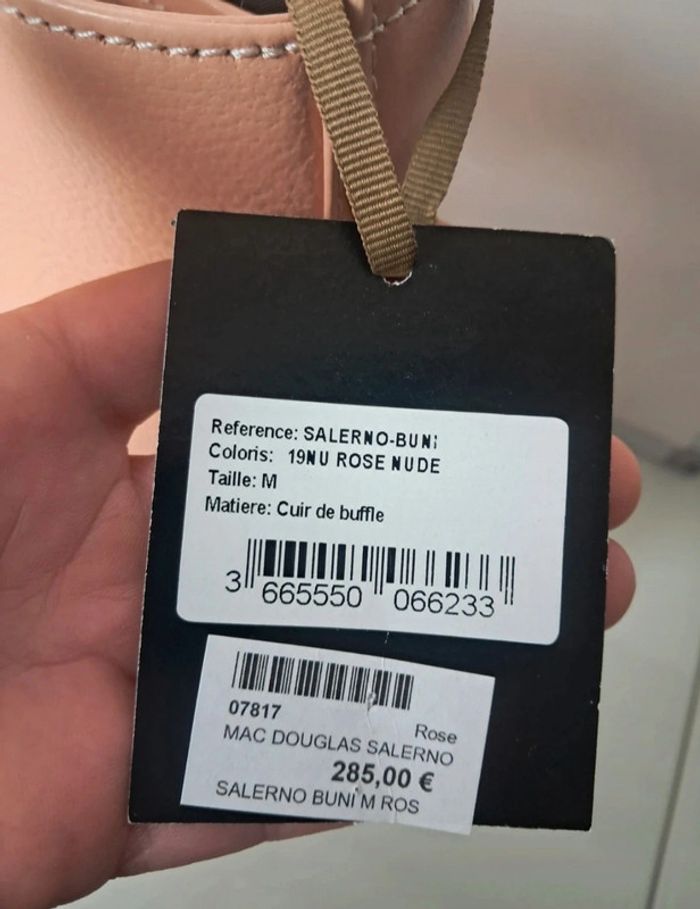 Reference: SALERNO-BUNi
Coloris: 19NU ROSE NUDE
Taille: M
Matiere: Cuir de buffle
3 665550 066233
07817
Rose
MAC DOUGLAS SALERNO
285,00 €
SALERNO BUNI M ROS